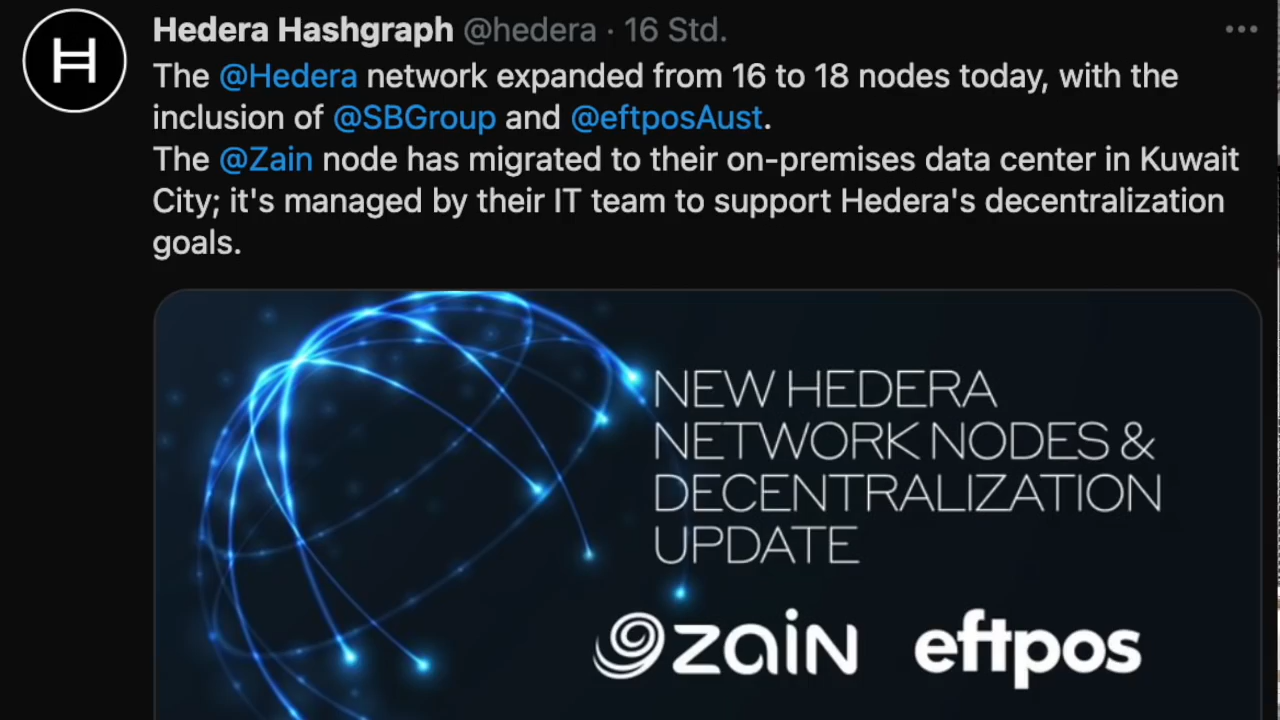 Hedera Hashgraph @hedera · 16 Std.
The @Hedera network expanded from 16 to 18 nodes today, with the
inclusion of @SBGroup and @eftposAust.
The @Zain node has migrated to their on-premises data center in Kuwait
City; it's managed by their IT team to support Hedera's decentralization
goals.
NEW HEDERA
NETWORK NODES &
DECENTRALIZATION
UPDATE
zain eftpos